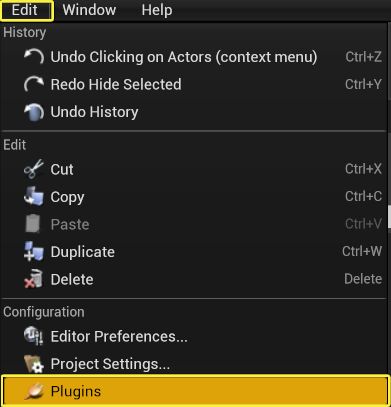 Edit Window Help
History
Undo Clicking on Actors (context menu) Ctrl+Z
Redo Hide Selected Ctrl+Y
Undo History
Edit
Cut Ctrl+X
Copy Ctrl+C
Paste Ctrl+V
Duplicate Ctrl+W
Delete Delete
Configuration
Editor Preferences...
Project Settings...
Plugins